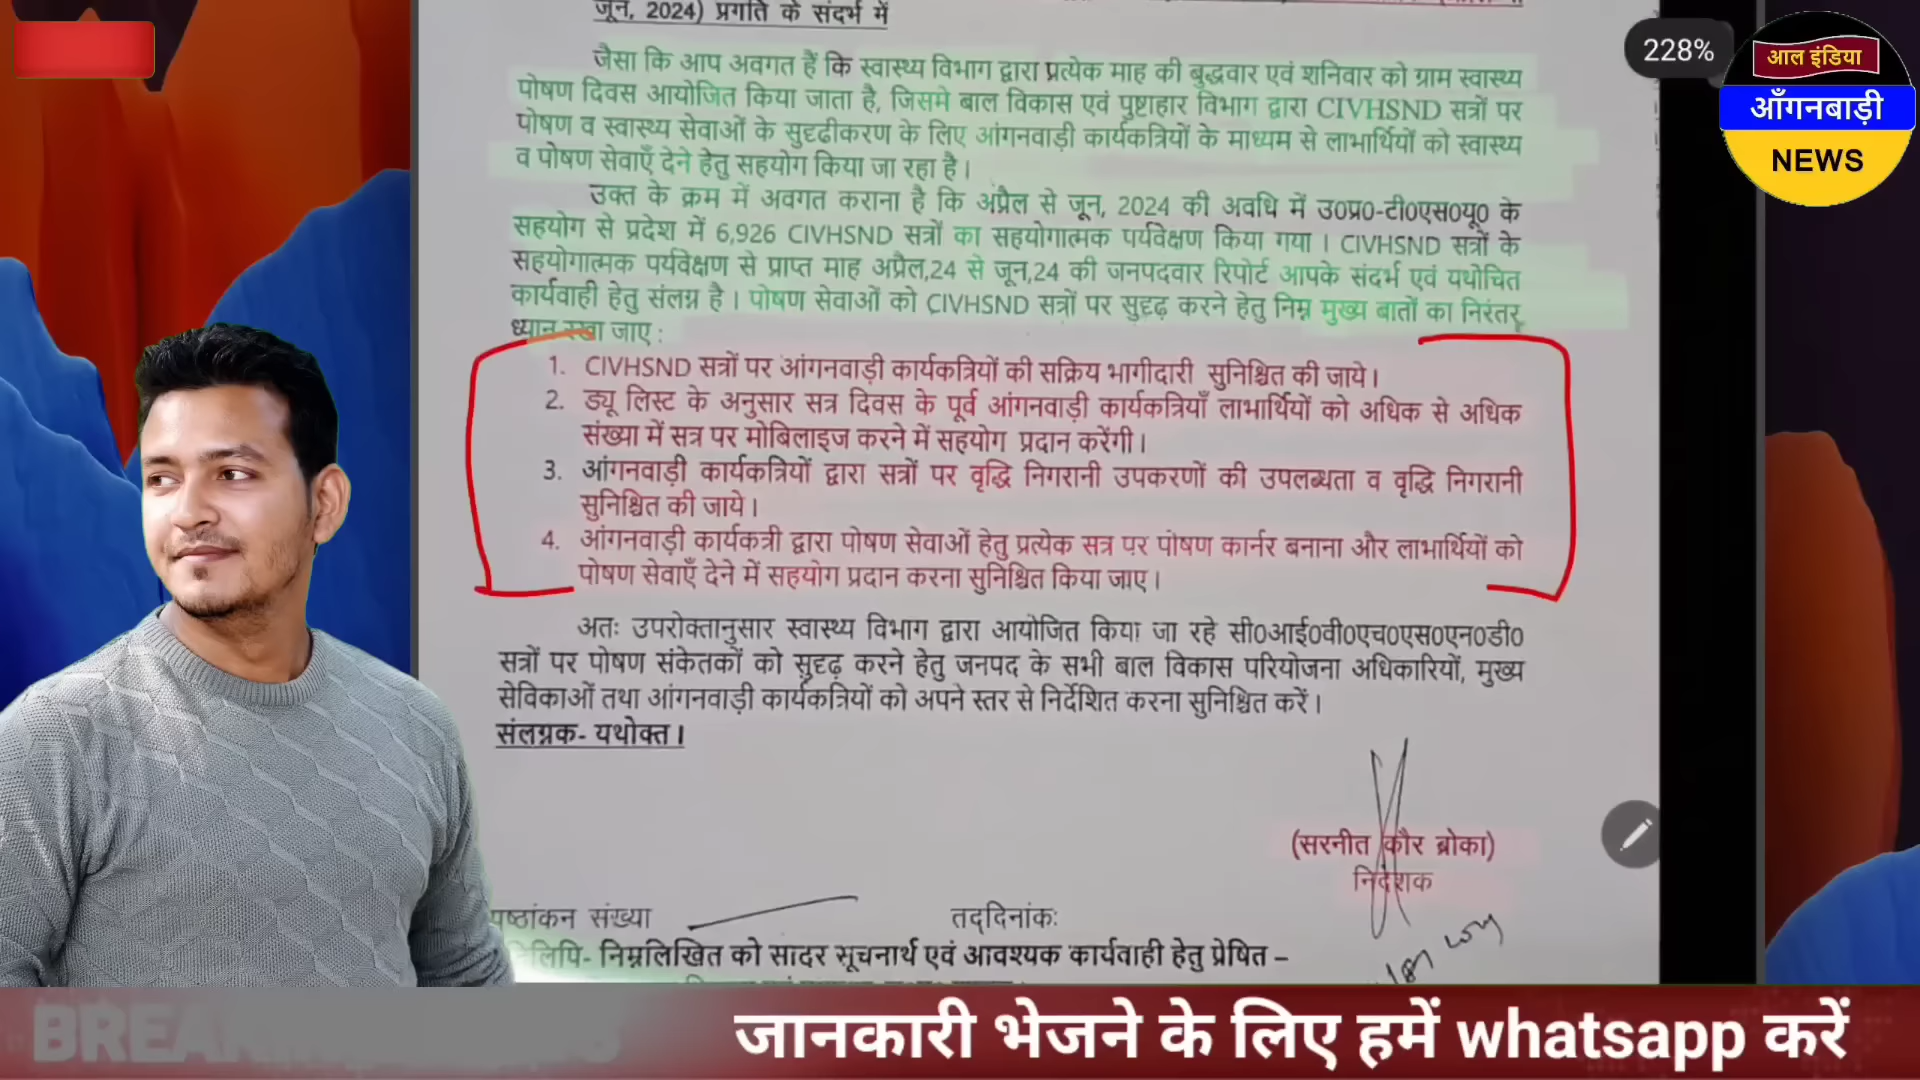 जून, 2024) प्रगति के संदर्भ में
228%
आल इंडिया
आँगनबाड़ी
NEWS
जैसा कि आप अवगत हैं कि स्वास्थ्य विभाग द्वारा प्रत्येक माह की बुद्धवार एवं शनिवार को ग्राम स्वास्थ्य
पोषण दिवस आयोजित किया जाता है, जिसमे बाल विकास एवं पुष्टाहार विभाग द्वारा CIVHSND सत्रों पर
पोषण व स्वास्थ्य सेवाओं के सुदृढीकरण के लिए आंगनवाड़ी कार्यकत्रियों के माध्यम से लाभार्थियों को स्वास्थ्य
व पोषण सेवाएँ देने हेतु सहयोग किया जा रहा है।
उक्त के क्रम में अवगत कराना है कि अप्रैल से जून, 2024 की अवधि में उ0प्र0-टी0एस0यू0 के
सहयोग से प्रदेश में 6,926 CIVHSND सत्रों का सहयोगात्मक पर्यवेक्षण किया गया । CIVHSND सत्रों के
सहयोगात्मक पर्यवेक्षण से प्राप्त माह अप्रैल,24 से जून,24 की जनपदवार रिपोर्ट आपके संदर्भ एवं यथोचित
कार्यवाही हेतु संलग्न है । पोषण सेवाओं को CIVHSND सत्रों पर सुदृढ़ करने हेतु निम्न मुख्य बातों का निरंतर
ध्यान रखा जाए :
1. CIVHSND सत्रों पर आंगनवाड़ी कार्यकत्रियों की सक्रिय भागीदारी सुनिश्चित की जाये।
2. ड्यू लिस्ट के अनुसार सत्र दिवस के पूर्व आंगनवाड़ी कार्यकत्रियाँ लाभार्थियों को अधिक से अधिक
संख्या में सत्र पर मोबिलाइज करने में सहयोग प्रदान करेंगी।
3. आंगनवाड़ी कार्यकत्रियों द्वारा सत्रों पर वृद्धि निगरानी उपकरणों की उपलब्धता व वृद्धि निगरानी
सुनिश्चित की जाये।
4. आंगनवाड़ी कार्यकत्री द्वारा पोषण सेवाओं हेतु प्रत्येक सत्र पर पोषण कार्नर बनाना और लाभार्थियों को
पोषण सेवाएँ देने में सहयोग प्रदान करना सुनिश्चित किया जाए।
अतः उपरोक्तानुसार स्वास्थ्य विभाग द्वारा आयोजित किया जा रहे सी0आई0वी0एच0एस0एन0डी0
सत्रों पर पोषण संकेतकों को सुदृढ़ करने हेतु जनपद के सभी बाल विकास परियोजना अधिकारियों, मुख्य
सेविकाओं तथा आंगनवाड़ी कार्यकत्रियों को अपने स्तर से निर्देशित करना सुनिश्चित करें।
संलग्नक- यथोक्त।
(सरनीत कौर ब्रोका)
निदेशक
पृष्ठांकन संख्या तद्दिनांकः
निम्नलिखित को सादर सूचनार्थ एवं आवश्यक कार्यवाही हेतु प्रेषित –
जानकारी भेजने के लिए हमें whatsapp करें